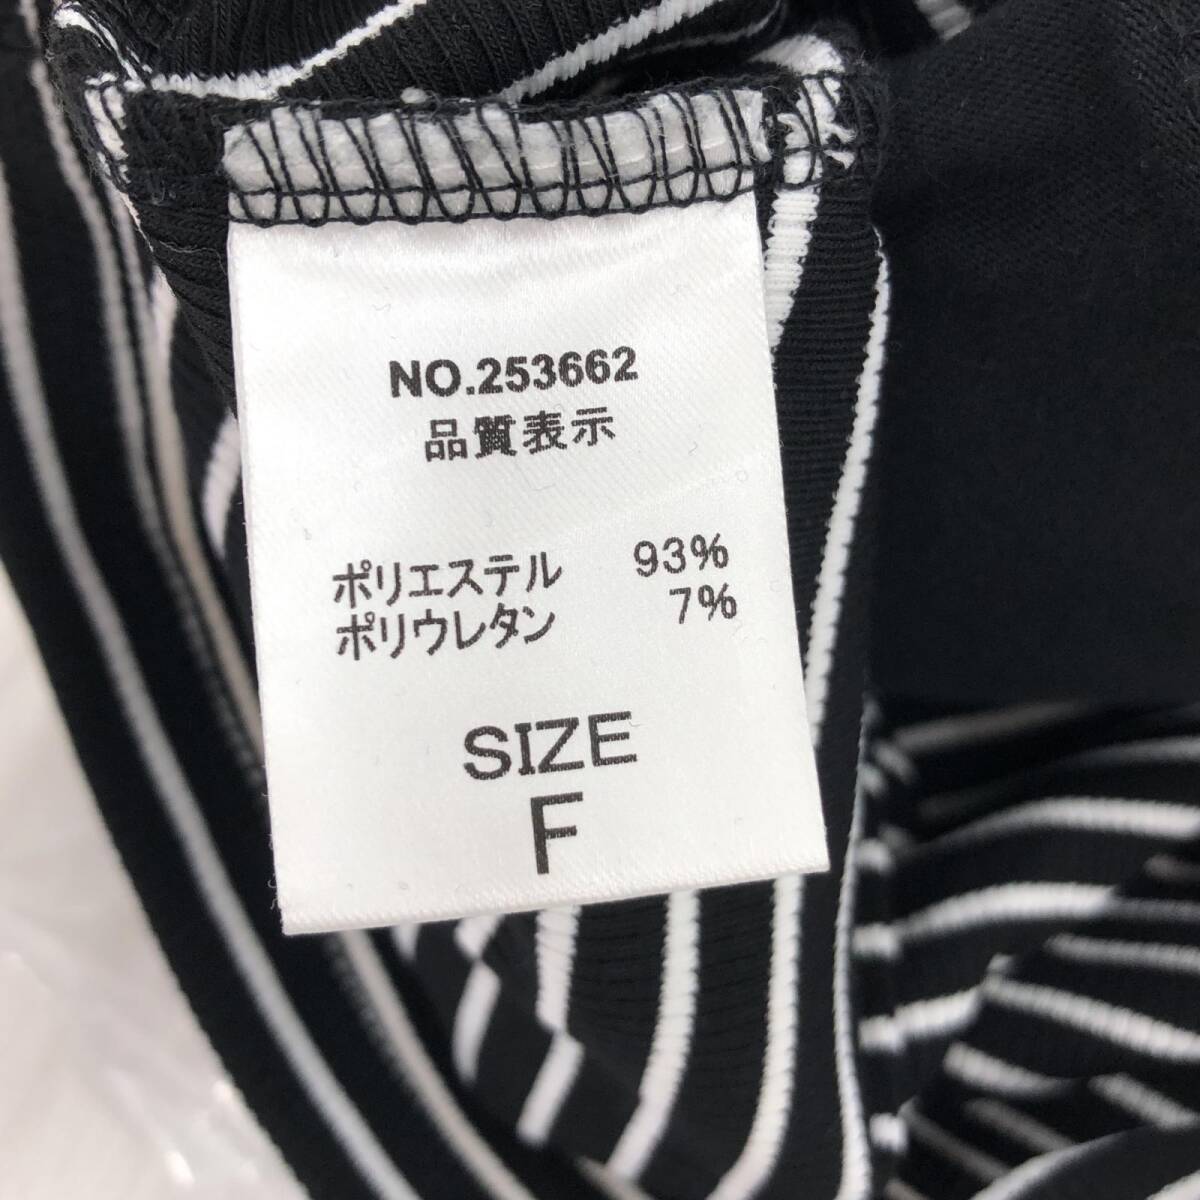 NO.253662
品質表示
ポリエステル 93%
ポリウレタン 7%
SIZE
F